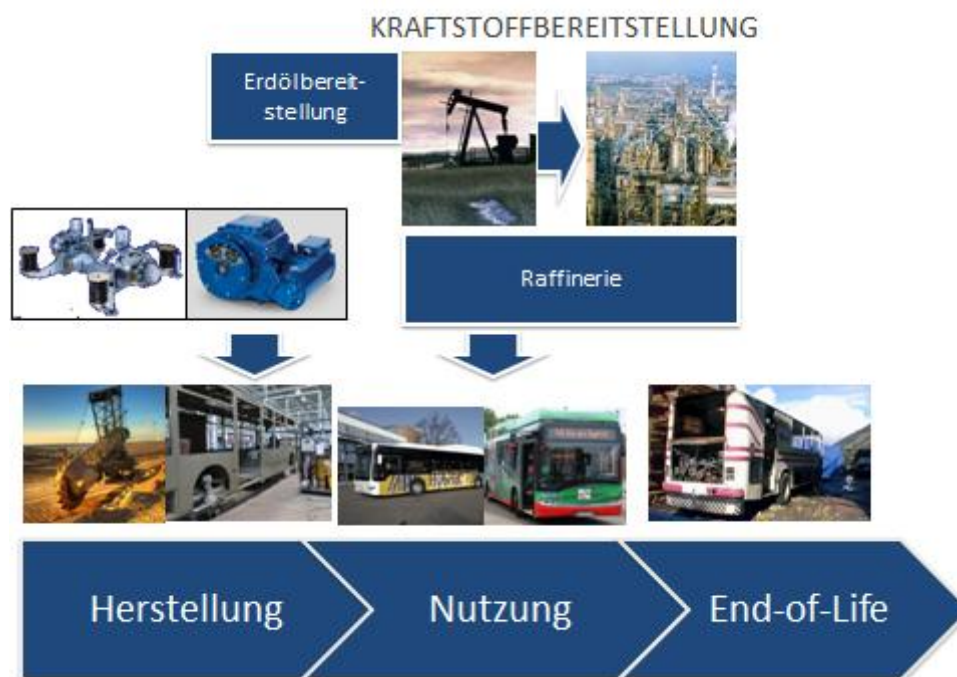 KRAFTSTOFFBEREITSTELLUNG
Erdölbereit-
stellung
Raffinerie
Herstellung
Nutzung
End-of-Life